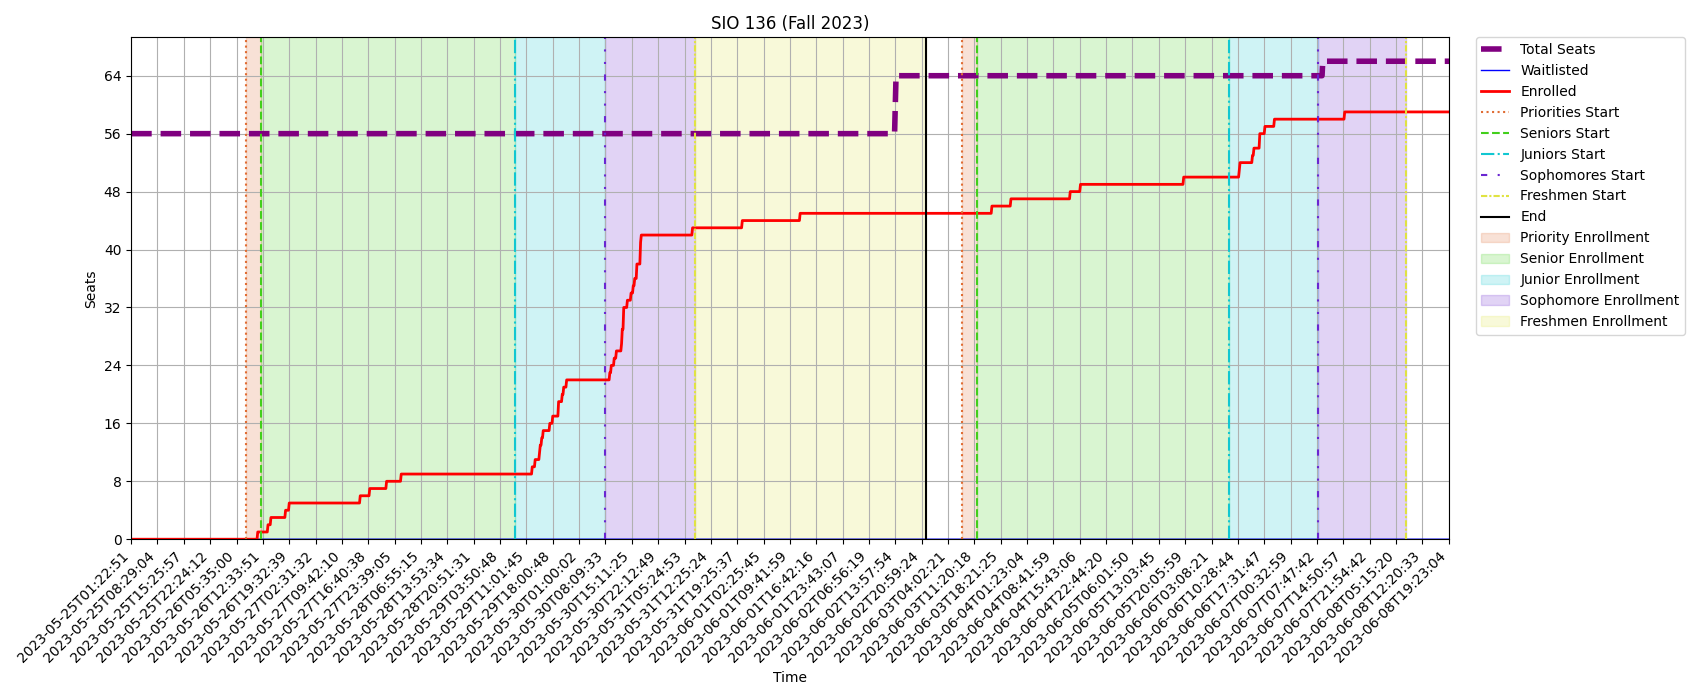 SIO 136 (Fall 2023)
Total Seats
Waitlisted
Enrolled
Priorities Start
Seniors Start
Juniors Start
Sophomores Start
Freshmen Start
End
Priority Enrollment
Senior Enrollment
Junior Enrollment
Sophomore Enrollment
Freshmen Enrollment
Seats
64
56
48
40
32
24
16
8
0
2023-05-25T01:22:51
2023-05-25T08:29:04
2023-05-25T15:25:57
2023-05-25T22:24:12
2023-05-26T05:35:00
2023-05-26T12:33:51
2023-05-26T19:32:39
2023-05-27T02:31:32
2023-05-27T09:42:10
2023-05-27T16:40:38
2023-05-27T23:39:05
2023-05-28T06:55:15
2023-05-28T13:53:34
2023-05-28T20:51:31
2023-05-29T03:50:48
2023-05-29T11:01:45
2023-05-29T18:00:48
2023-05-30T01:00:02
2023-05-30T08:09:33
2023-05-30T15:11:25
2023-05-30T22:12:49
2023-05-31T05:24:53
2023-05-31T12:25:24
2023-05-31T19:25:37
2023-06-01T02:25:45
2023-06-01T09:41:59
2023-06-01T16:42:16
2023-06-01T23:43:07
2023-06-02T06:56:19
2023-06-02T13:57:54
2023-06-02T20:59:24
2023-06-03T04:02:21
2023-06-03T11:20:18
2023-06-03T18:21:25
2023-06-04T01:23:04
2023-06-04T08:41:59
2023-06-04T15:43:06
2023-06-04T22:44:20
2023-06-05T06:01:50
2023-06-05T13:03:45
2023-06-05T20:05:59
2023-06-06T03:08:21
2023-06-06T10:28:44
2023-06-06T17:31:47
2023-06-07T00:32:59
2023-06-07T07:47:42
2023-06-07T14:50:57
2023-06-07T21:54:42
2023-06-08T05:15:20
2023-06-08T12:20:33
2023-06-08T19:23:04
Time